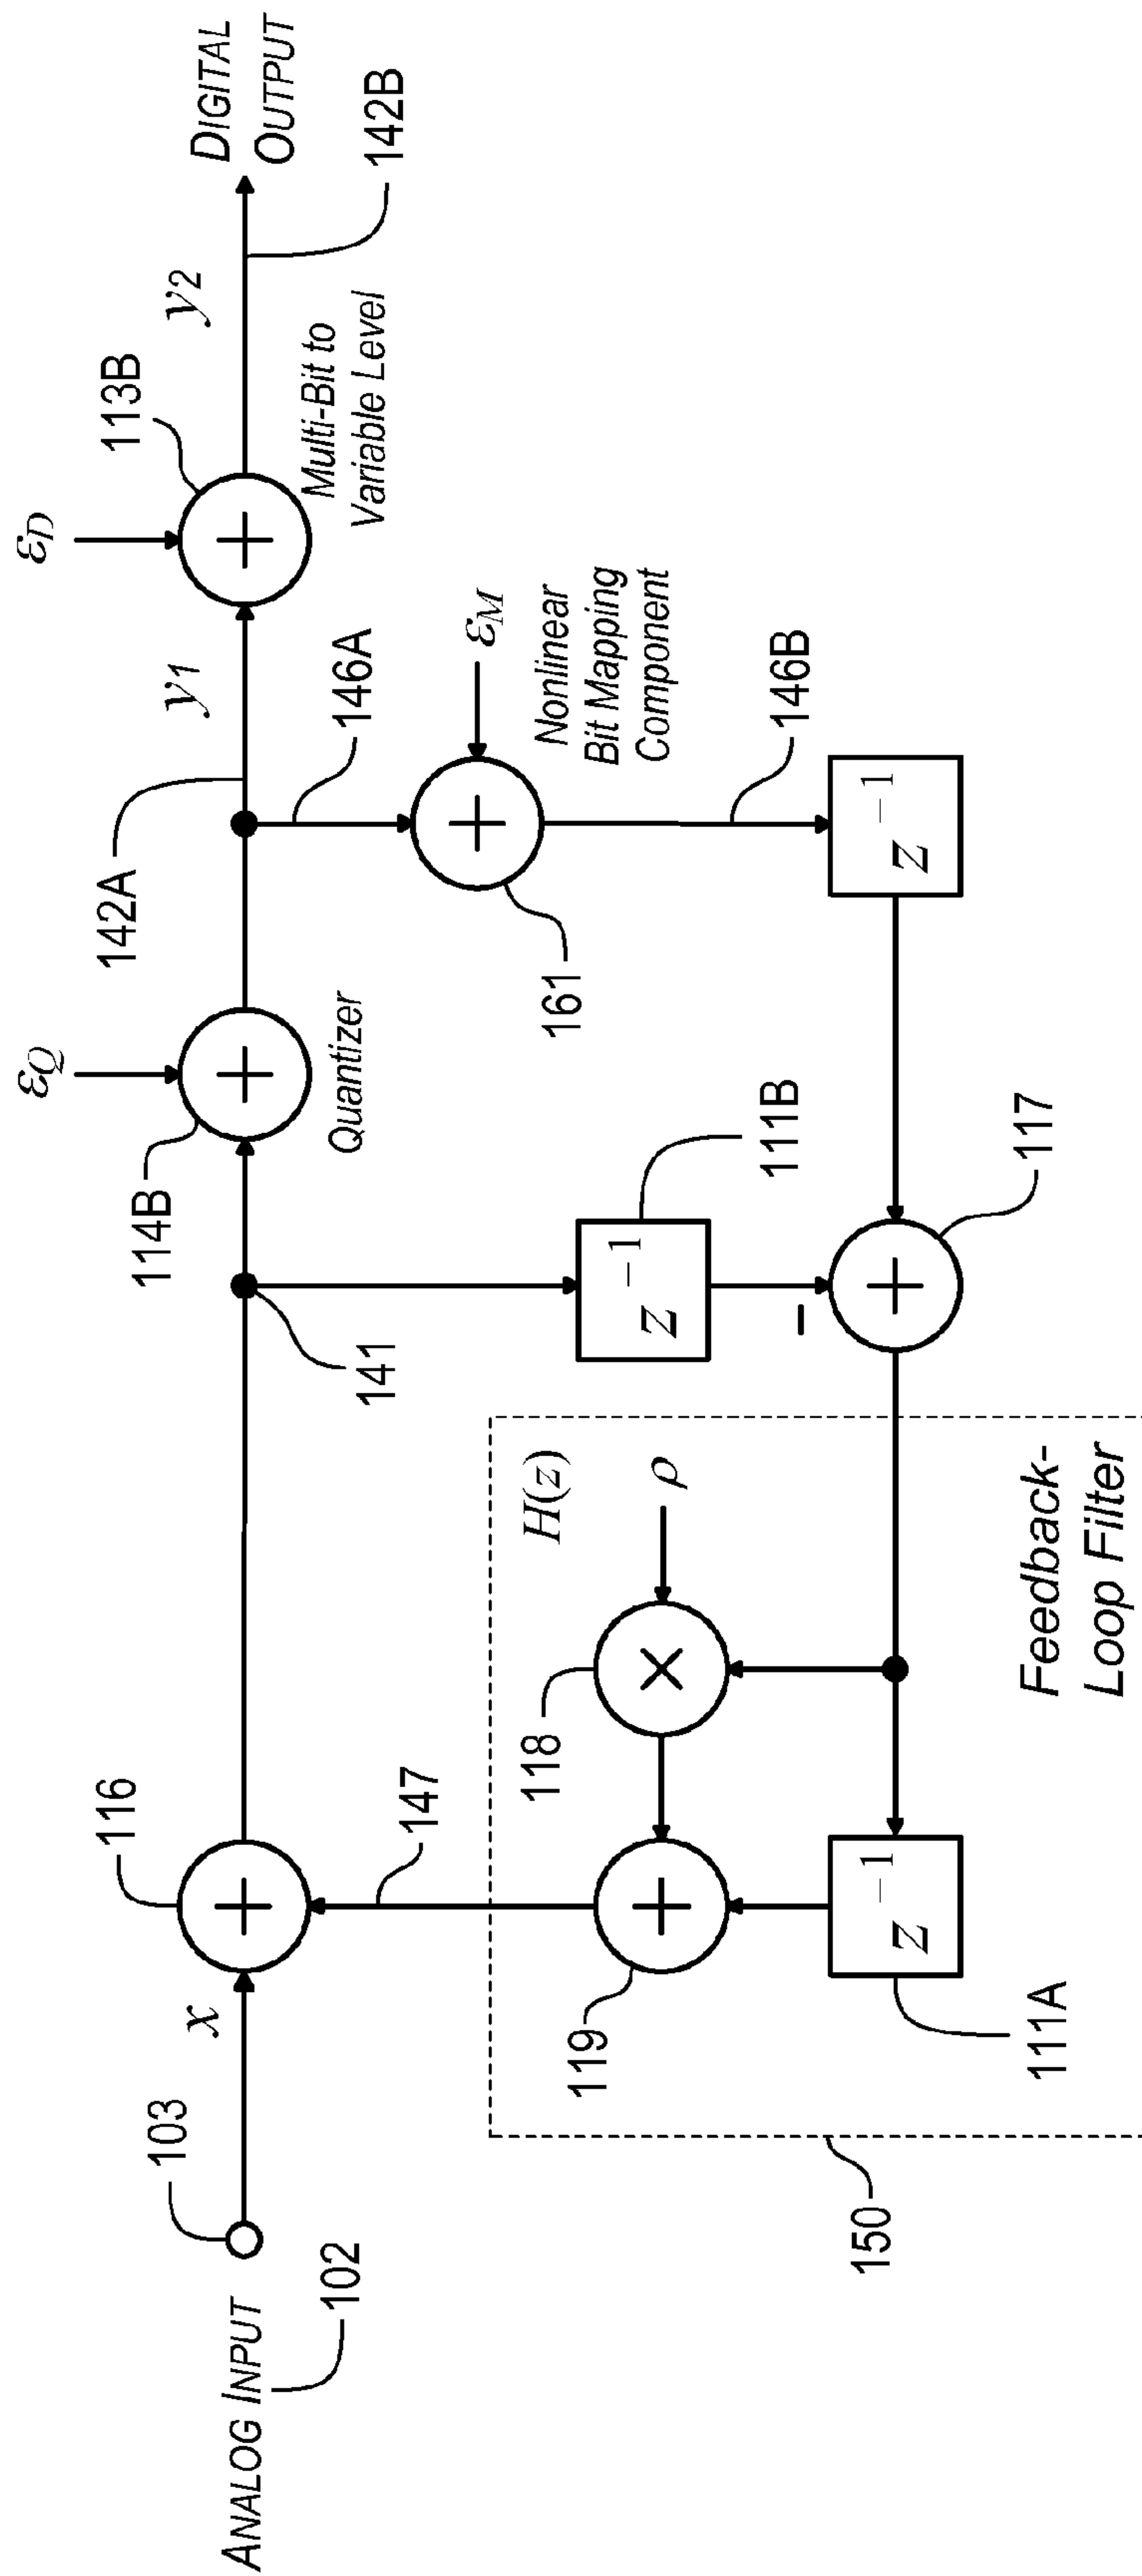 ANALOG INPUT
102
103
x
116
147
141
114B
εQ
Quantizer
142A
y1
146A
113B
εD
Multi-Bit to
Variable Level
y2
142B
DIGITAL
OUTPUT
εM
Nonlinear
Bit Mapping
Component
161
146B
z⁻¹
z⁻¹
111B
−
117
H(z)
ρ
118
119
z⁻¹
111A
150
Feedback-
Loop Filter
+
+
+
+
+
+
×